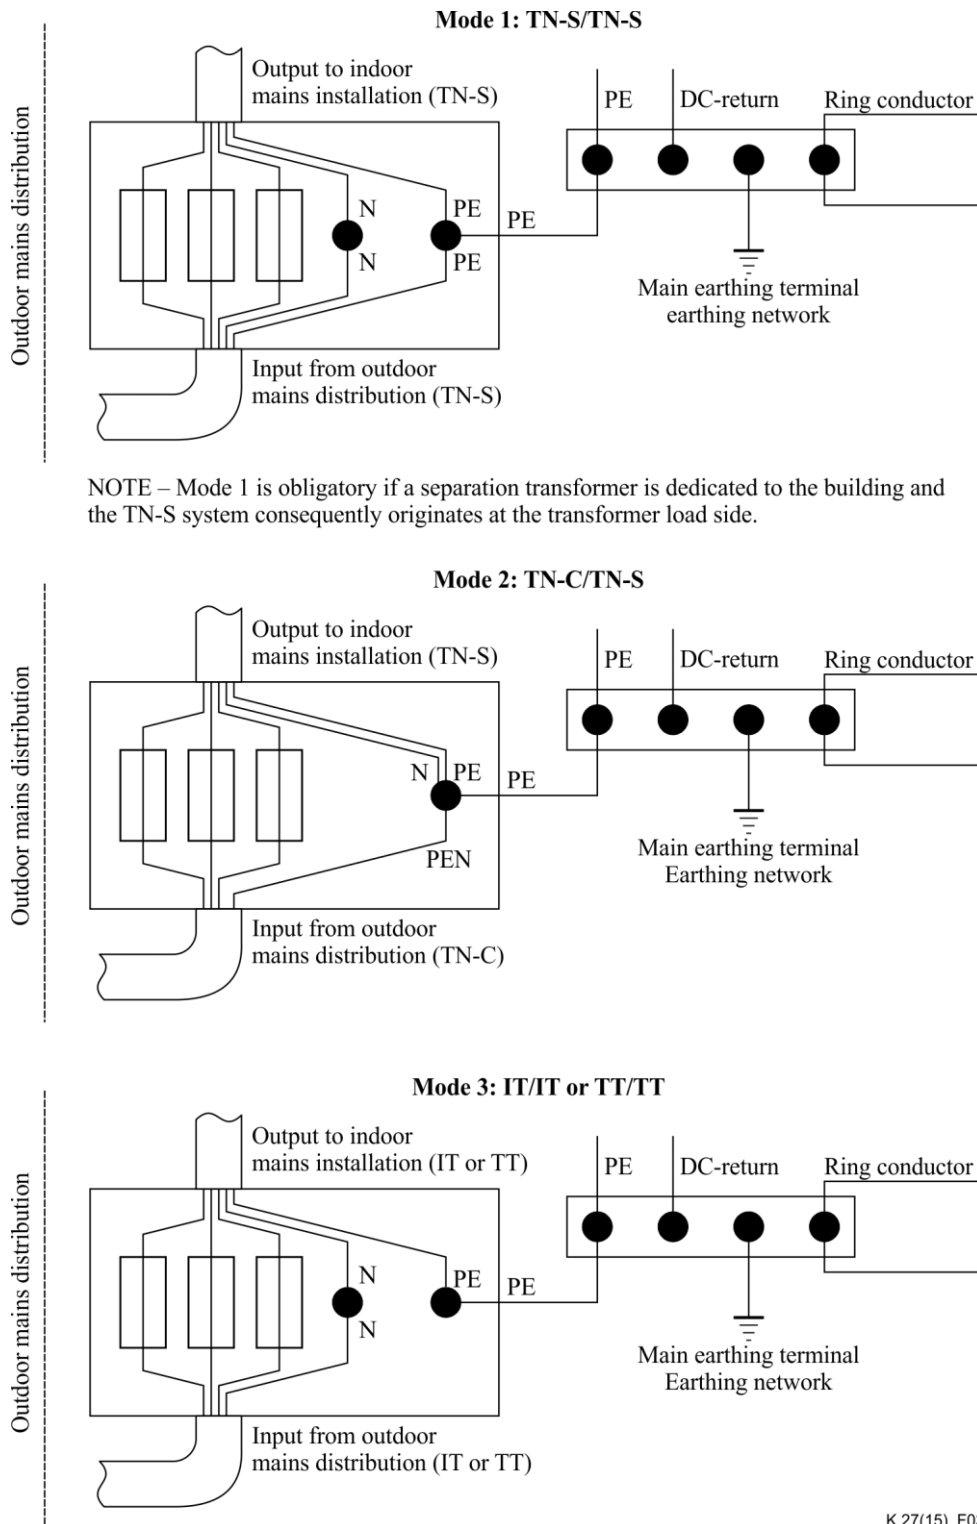 Mode 1: TN-S/TN-S
Outdoor mains distribution
Output to indoor
mains installation (TN-S)
PE
DC-return
Ring conductor
N
PE
PE
N
PE
Main earthing terminal
earthing network
Input from outdoor
mains distribution (TN-S)
NOTE – Mode 1 is obligatory if a separation transformer is dedicated to the building and
the TN-S system consequently originates at the transformer load side.
Mode 2: TN-C/TN-S
Outdoor mains distribution
Output to indoor
mains installation (TN-S)
PE
DC-return
Ring conductor
N
PE
PE
PEN
Main earthing terminal
Earthing network
Input from outdoor
mains distribution (TN-C)
Mode 3: IT/IT or TT/TT
Outdoor mains distribution
Output to indoor
mains installation (IT or TT)
PE
DC-return
Ring conductor
N
PE
PE
N
Main earthing terminal
Earthing network
Input from outdoor
mains distribution (IT or TT)
K.27(15)